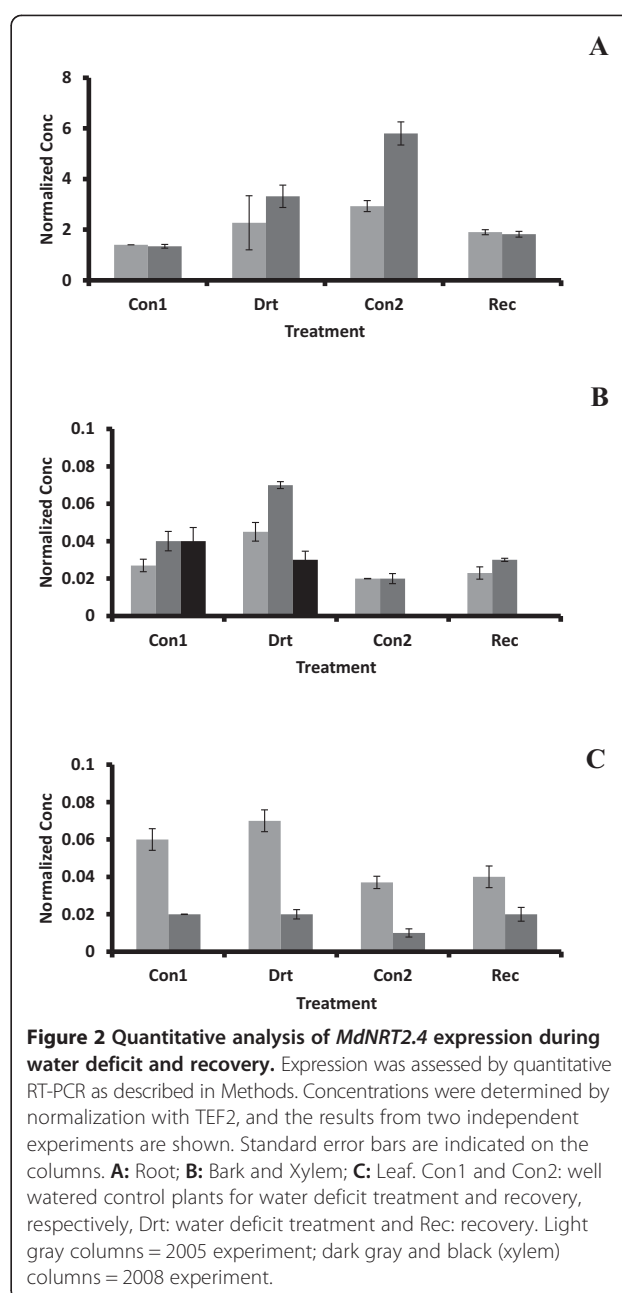 A
8
6
4
2
0
Normalized Conc
Con1 Drt Con2 Rec
Treatment
B
0.1
0.08
0.06
0.04
0.02
0
Normalized Conc
Con1 Drt Con2 Rec
Treatment
C
0.1
0.08
0.06
0.04
0.02
0
Normalized Conc
Con1 Drt Con2 Rec
Treatment
Figure 2 Quantitative analysis of MdNRT2.4 expression during
water deficit and recovery. Expression was assessed by quantitative
RT-PCR as described in Methods. Concentrations were determined by
normalization with TEF2, and the results from two independent
experiments are shown. Standard error bars are indicated on the
columns. A: Root; B: Bark and Xylem; C: Leaf. Con1 and Con2: well
watered control plants for water deficit treatment and recovery,
respectively, Drt: water deficit treatment and Rec: recovery. Light
gray columns = 2005 experiment; dark gray and black (xylem)
columns = 2008 experiment.